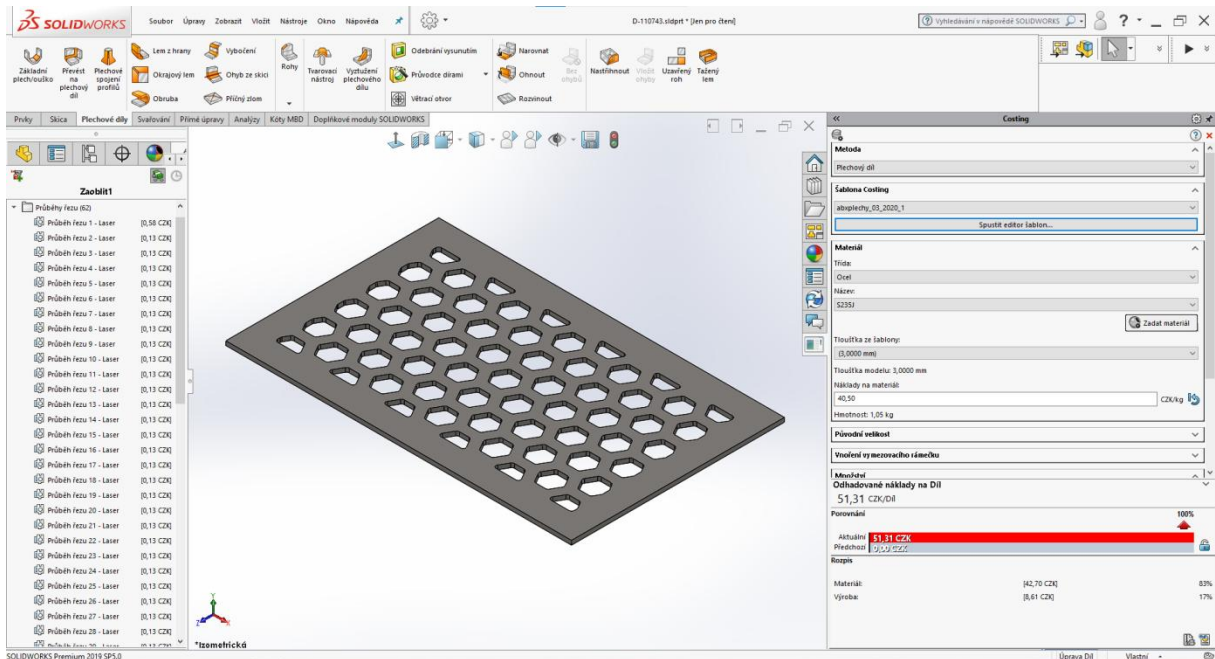 SOLIDWORKS
Soubor Úpravy Zobrazit Vložit Nástroje Okno Nápověda
D-110743.sldprt * [Jen pro čtení]
Vyhledávání v nápovědě SOLIDWORKS
Základní plech/ouško
Převést na plechový díl
Plechové spojení profilů
Lem z hrany
Okrajový lem
Obruba
Vybočení
Ohyb ze skici
Příčný zlom
Rohy
Tvarovací nástroj
Vyztužení plechového dílu
Odebrání vysunutím
Průvodce dírami
Větrací otvor
Narovnat
Ohnout
Rozvinout
Bez ohybů
Nastřihnout
Vložit ohyby
Uzavřený roh
Tažený lem
Prvky Skica Plechové díly Svařování Přímé úpravy Analýzy Kóty MBD Doplňkové moduly SOLIDWORKS
Zaoblit1
Průběhy řezu (62)
Průběh řezu 1 - Laser [0,58 CZK]
Průběh řezu 2 - Laser [0,13 CZK]
Průběh řezu 3 - Laser [0,13 CZK]
Průběh řezu 4 - Laser [0,13 CZK]
Průběh řezu 5 - Laser [0,13 CZK]
Průběh řezu 6 - Laser [0,13 CZK]
Průběh řezu 7 - Laser [0,13 CZK]
Průběh řezu 8 - Laser [0,13 CZK]
Průběh řezu 9 - Laser [0,13 CZK]
Průběh řezu 10 - Laser [0,13 CZK]
Průběh řezu 11 - Laser [0,13 CZK]
Průběh řezu 12 - Laser [0,13 CZK]
Průběh řezu 13 - Laser [0,13 CZK]
Průběh řezu 14 - Laser [0,13 CZK]
Průběh řezu 15 - Laser [0,13 CZK]
Průběh řezu 16 - Laser [0,13 CZK]
Průběh řezu 17 - Laser [0,13 CZK]
Průběh řezu 18 - Laser [0,13 CZK]
Průběh řezu 19 - Laser [0,13 CZK]
Průběh řezu 20 - Laser [0,13 CZK]
Průběh řezu 21 - Laser [0,13 CZK]
Průběh řezu 22 - Laser [0,13 CZK]
Průběh řezu 23 - Laser [0,13 CZK]
Průběh řezu 24 - Laser [0,13 CZK]
Průběh řezu 25 - Laser [0,13 CZK]
Průběh řezu 26 - Laser [0,13 CZK]
Průběh řezu 27 - Laser [0,13 CZK]
Průběh řezu 28 - Laser [0,13 CZK]
Průběh řezu 29 - Laser [0,13 CZK]
*Izometrická
Costing
Metoda
Plechový díl
Šablona Costing
abxplechy_03_2020_1
Spustit editor šablon...
Materiál
Třída:
Ocel
Název:
S235J
Zadat materiál
Tloušťka ze šablony:
(3,0000 mm)
Tloušťka modelu: 3,0000 mm
Náklady na materiál:
40,50 CZK/kg
Hmotnost: 1,05 kg
Původní velikost
Vnoření vymezovacího rámečku
Množství
Odhadované náklady na Díl
51,31 CZK/Díl
Porovnání 100%
Aktuální 51,31 CZK
Předchozí 0,00 CZK
Rozpis
Materiál: [42,70 CZK] 83%
Výroba: [8,61 CZK] 17%
SOLIDWORKS Premium 2019 SP5.0
Úprava Díl Vlastní